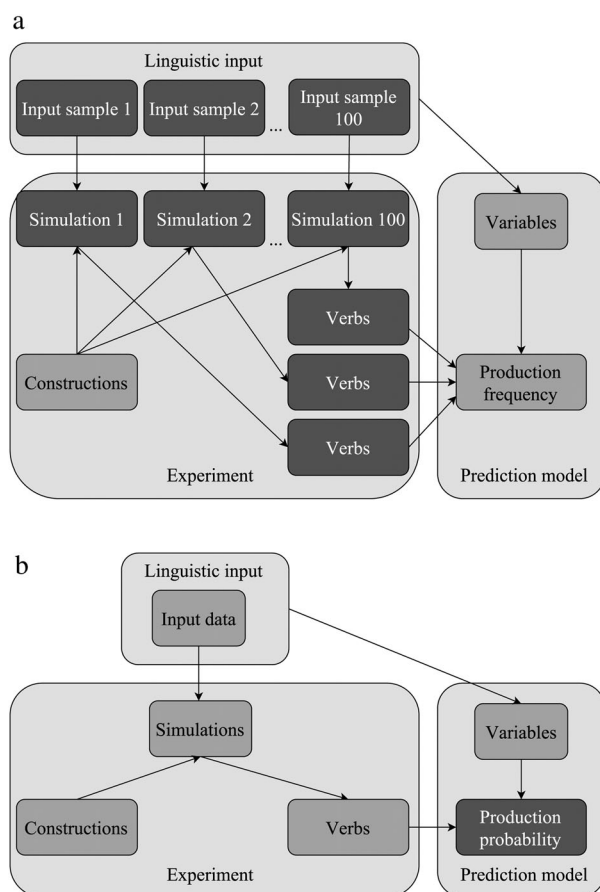 a
Linguistic input
Input sample 1
Input sample 2
...
Input sample
100
Simulation 1
Simulation 2
...
Simulation 100
Variables
Verbs
Constructions
Verbs
Production
frequency
Verbs
Experiment
Prediction model
b
Linguistic input
Input data
Simulations
Variables
Constructions
Verbs
Production
probability
Experiment
Prediction model